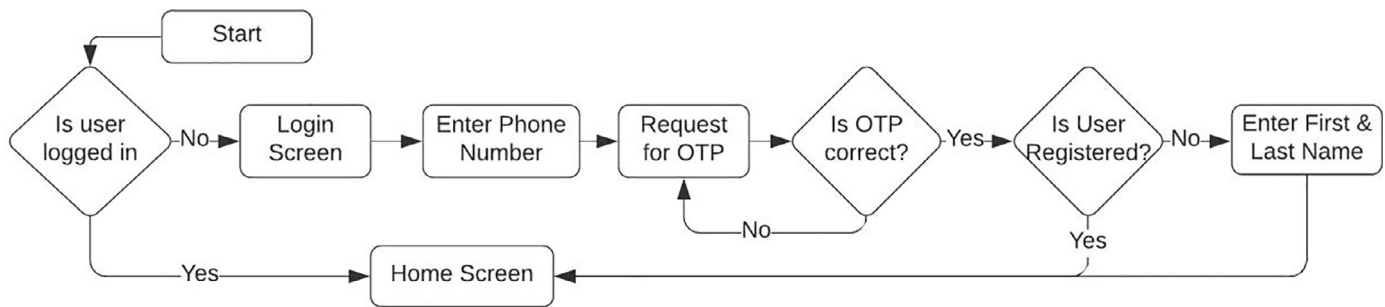 Start
Is user
logged in
No
Login
Screen
Enter Phone
Number
Request
for OTP
Is OTP
correct?
Yes
Is User
Registered?
No
Enter First &
Last Name
No
Yes
Yes
Home Screen